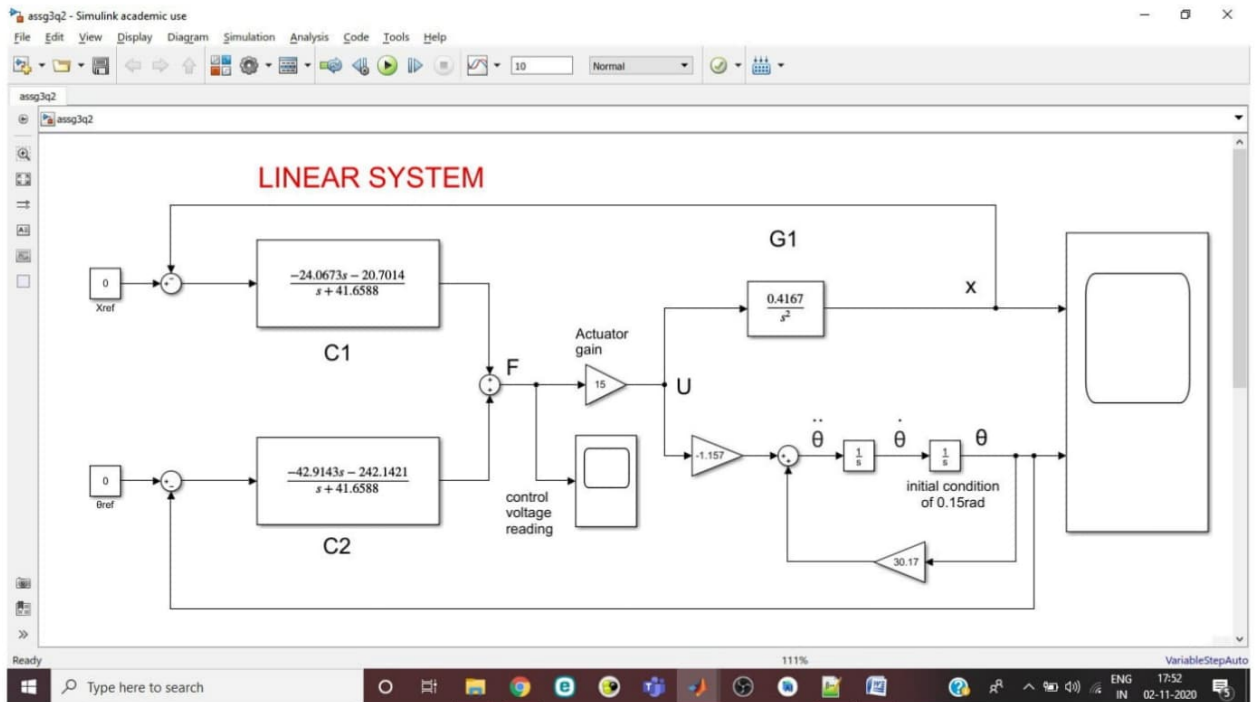 assg3q2 - Simulink academic use
File Edit View Display Diagram Simulation Analysis Code Tools Help
10 Normal
assg3q2
assg3q2
LINEAR SYSTEM
G1
0
Xref
-24.0673s - 20.7014
s + 41.6588
C1
0.4167
s²
X
Actuator
gain
F
15
U
-1.157
θ̈
1
s
θ̇
1
s
θ
initial condition
of 0.15rad
0
θref
-42.9143s - 242.1421
s + 41.6588
C2
control
voltage
reading
30.17
Ready 111% VariableStepAuto
Type here to search
ENG
IN
17:52
02-11-2020
5